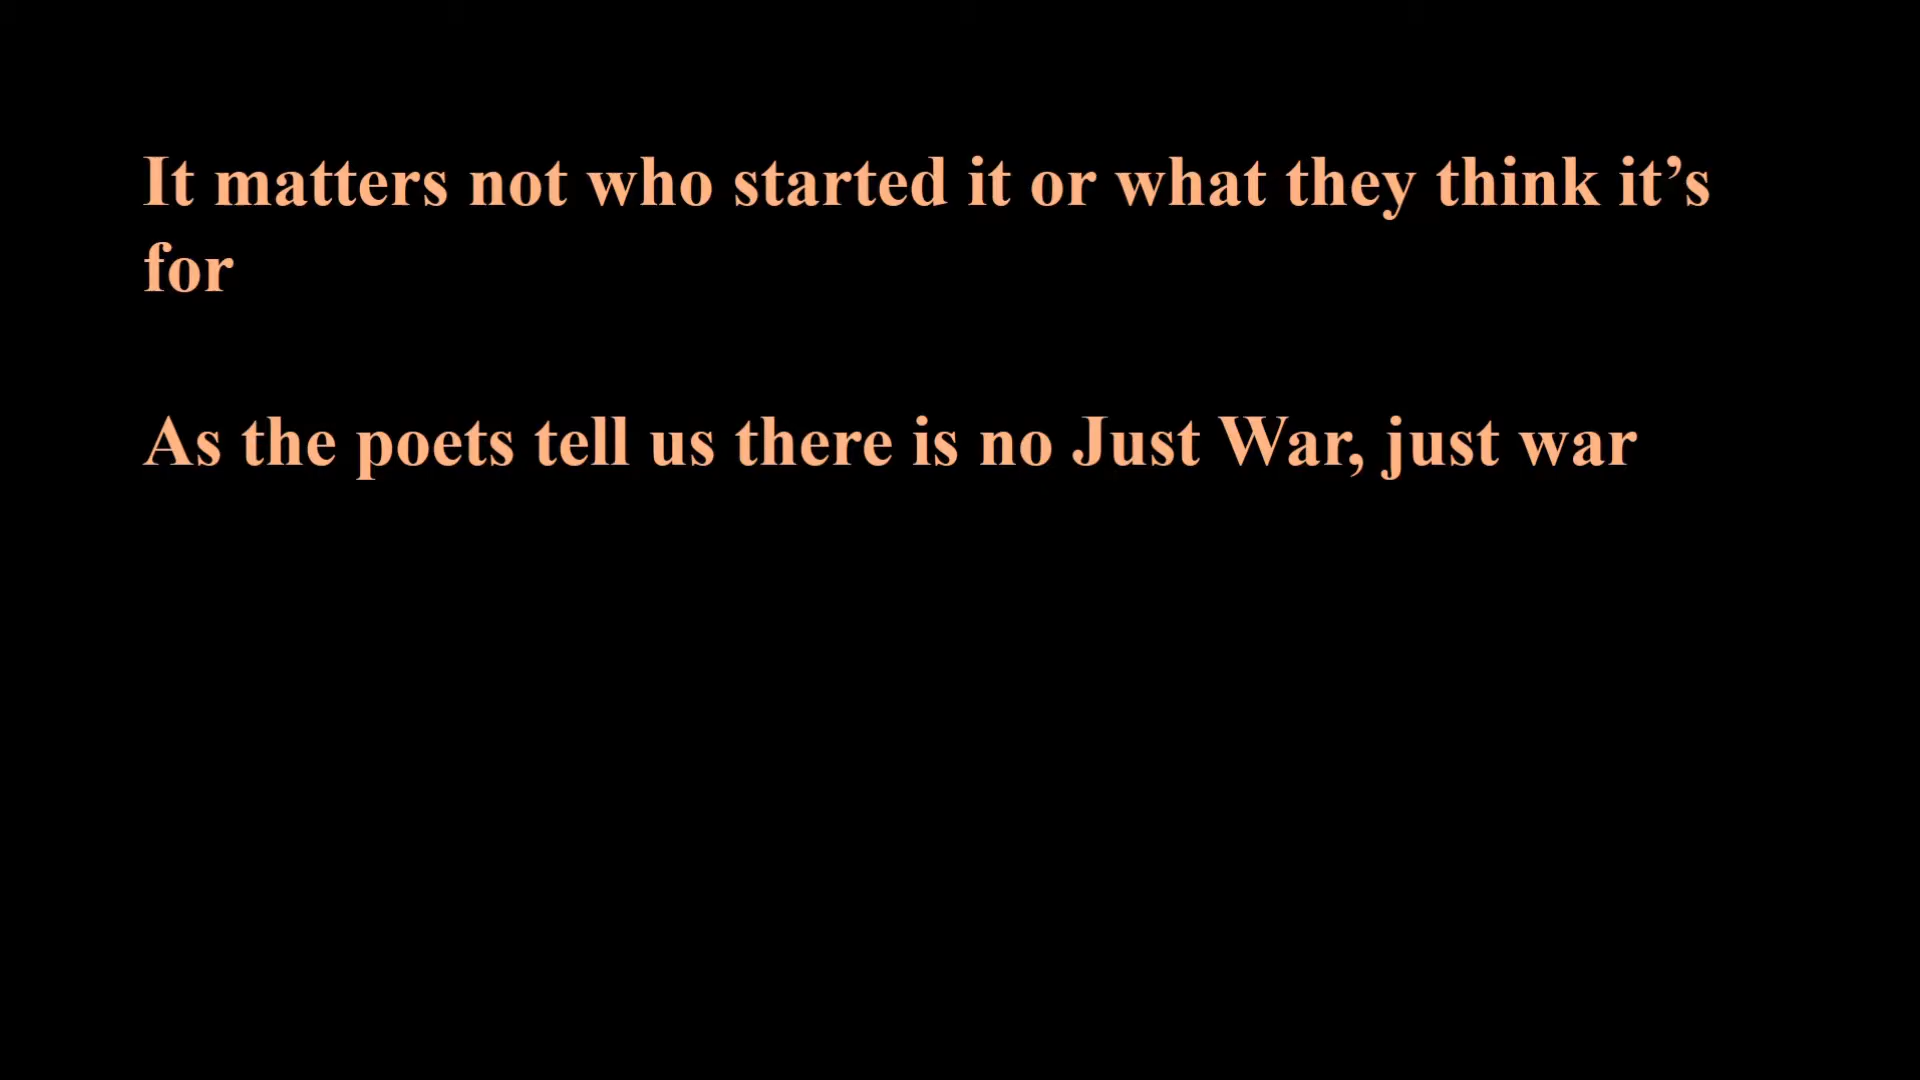 It matters not who started it or what they think it’s
for
As the poets tell us there is no Just War, just war